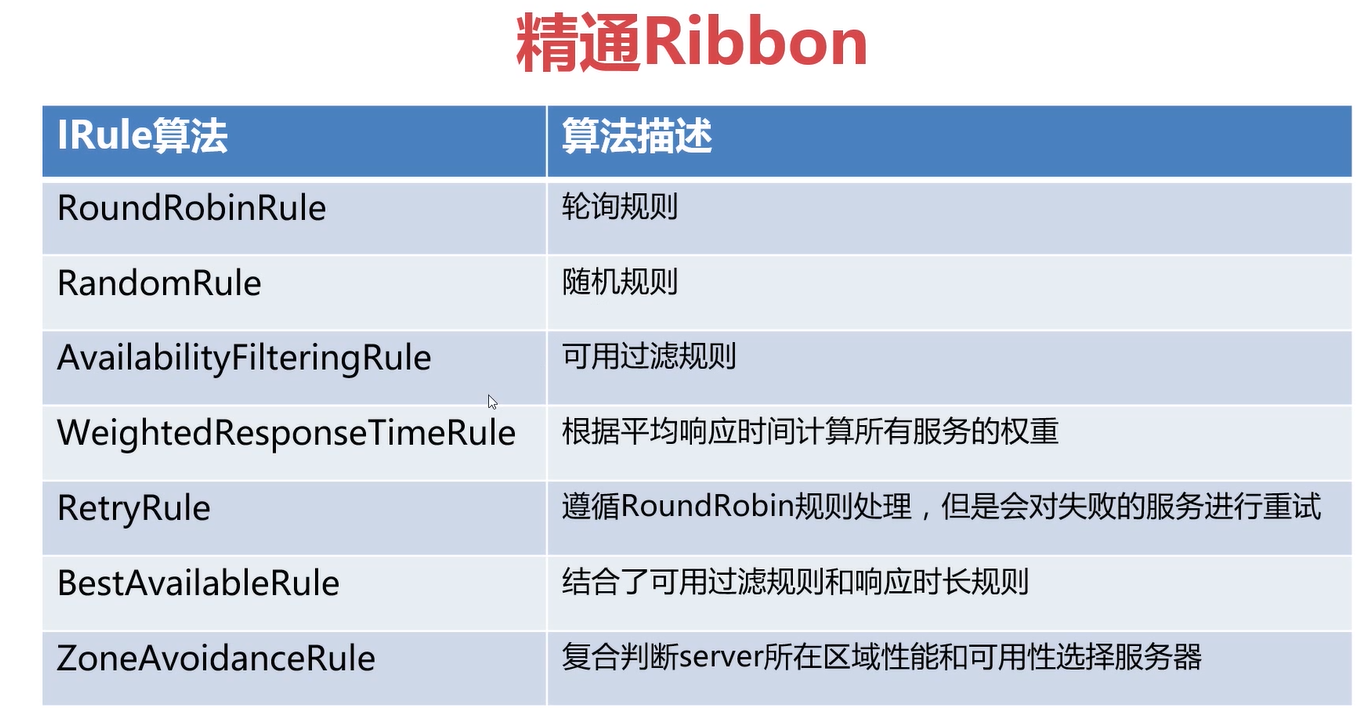 精通Ribbon
IRule算法
算法描述
RoundRobinRule
轮询规则
RandomRule
随机规则
AvailabilityFilteringRule
可用过滤规则
WeightedResponseTimeRule
根据平均响应时间计算所有服务的权重
RetryRule
遵循RoundRobin规则处理，但是会对失败的服务进行重试
BestAvailableRule
结合了可用过滤规则和响应时长规则
ZoneAvoidanceRule
复合判断server所在区域性能和可用性选择服务器